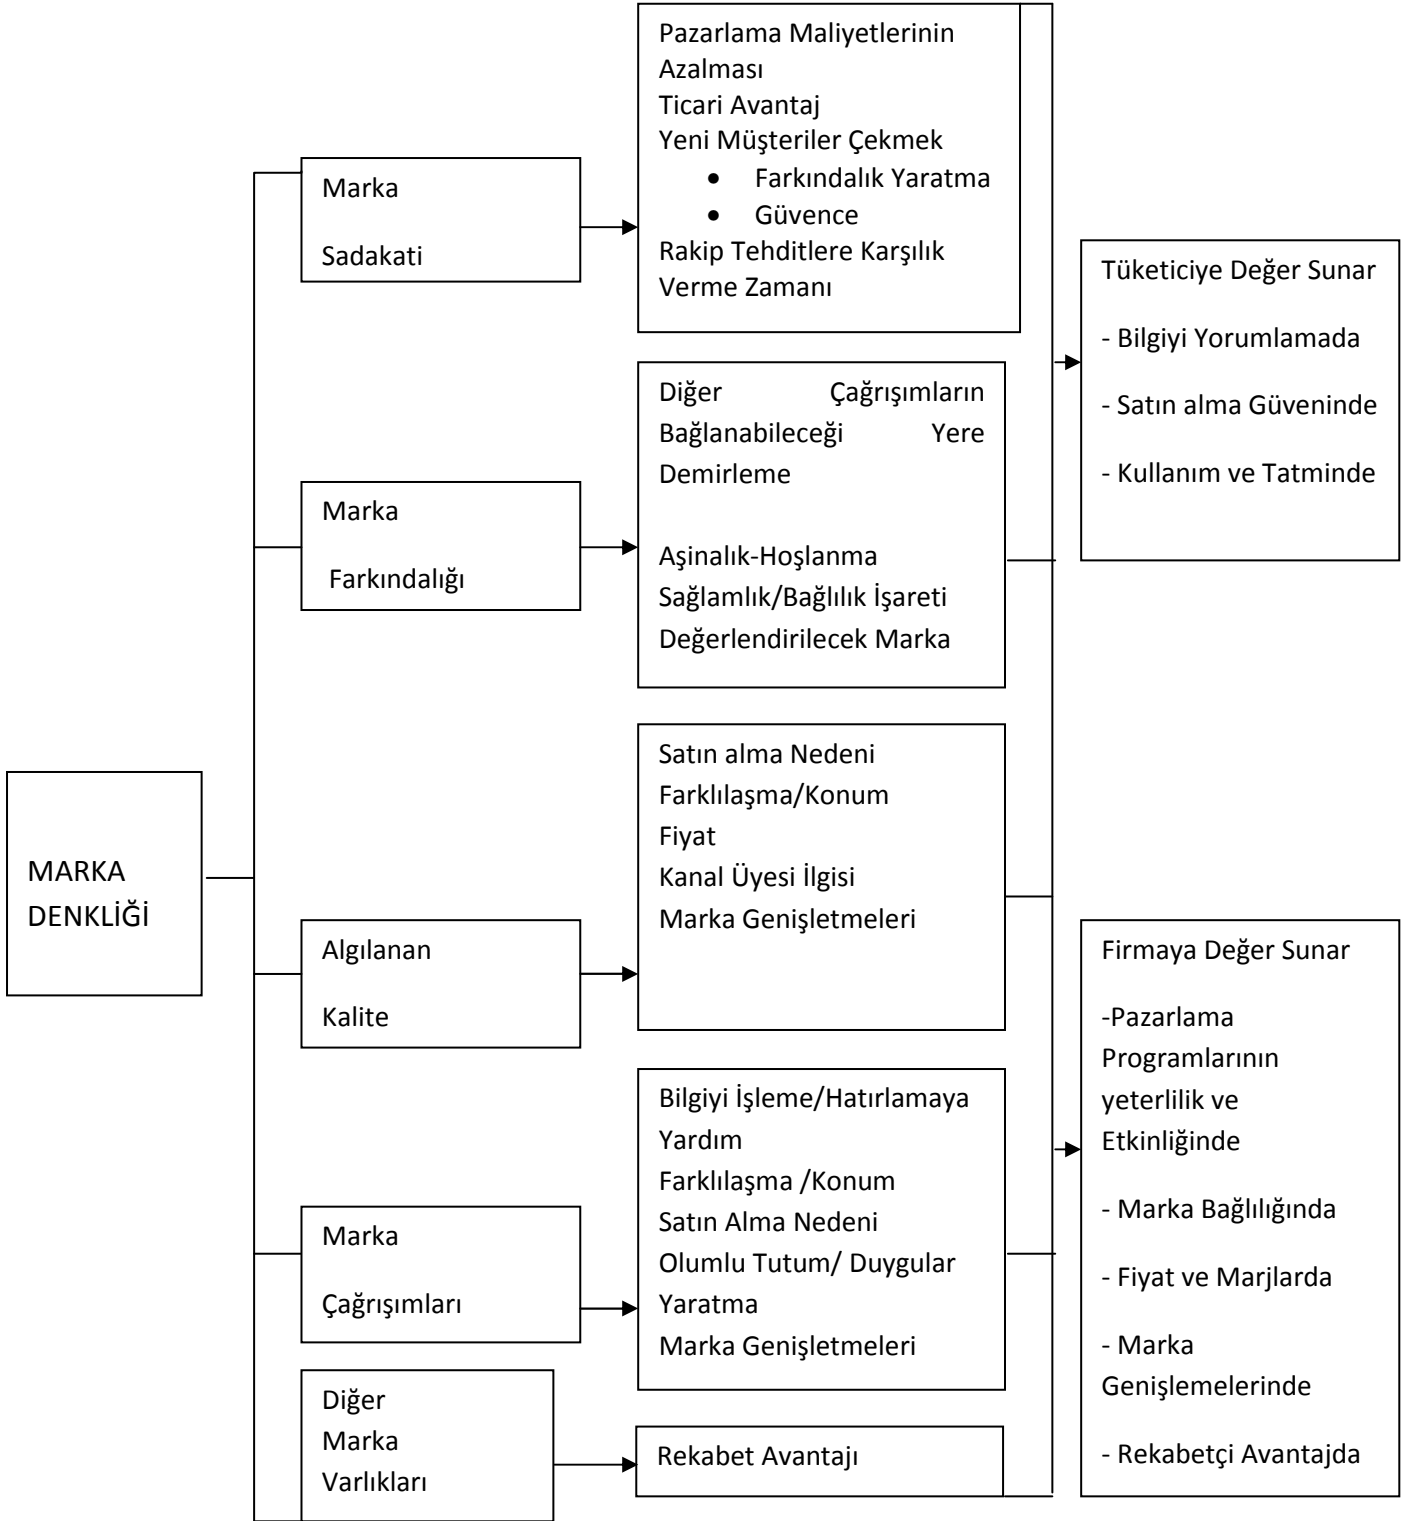 MARKA
DENKLİĞİ
Marka
Sadakati
Pazarlama Maliyetlerinin
Azalması
Ticari Avantaj
Yeni Müşteriler Çekmek
• Farkındalık Yaratma
• Güvence
Rakip Tehditlere Karşılık
Verme Zamanı
Marka
Farkındalığı
Diğer Çağrışımların
Bağlanabileceği Yere
Demirleme
Aşinalık-Hoşlanma
Sağlamlık/Bağlılık İşareti
Değerlendirilecek Marka
Algılanan
Kalite
Satın alma Nedeni
Farklılaşma/Konum
Fiyat
Kanal Üyesi İlgisi
Marka Genişletmeleri
Marka
Çağrışımları
Bilgiyi İşleme/Hatırlamaya
Yardım
Farklılaşma /Konum
Satın Alma Nedeni
Olumlu Tutum/ Duygular
Yaratma
Marka Genişletmeleri
Diğer
Marka
Varlıkları
Rekabet Avantajı
Tüketiciye Değer Sunar
- Bilgiyi Yorumlamada
- Satın alma Güveninde
- Kullanım ve Tatminde
Firmaya Değer Sunar
-Pazarlama
Programlarının
yeterlilik ve
Etkinliğinde
- Marka Bağlılığında
- Fiyat ve Marjlarda
- Marka
Genişlemelerinde
- Rekabetçi Avantajda